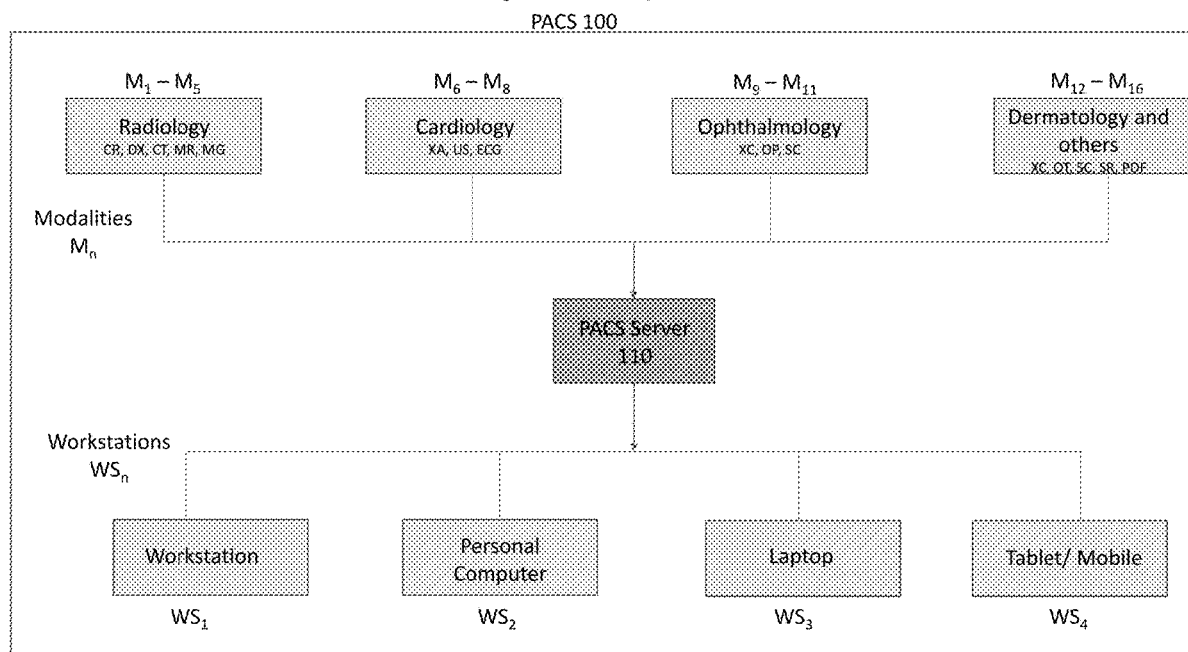 PACS 100
M₁ – M₅
M₆ – M₈
M₉ – M₁₁
M₁₂ – M₁₆
Radiology
CR, DX, CT, MR, MG
Cardiology
XA, US, ECG
Ophthalmology
XC, OP, SC
Dermatology and
others
XC, OT, SC, SR, PDF
Modalities
Mₙ
PACS Server
110
Workstations
WSₙ
Workstation
Personal
Computer
Laptop
Tablet/ Mobile
WS₁
WS₂
WS₃
WS₄